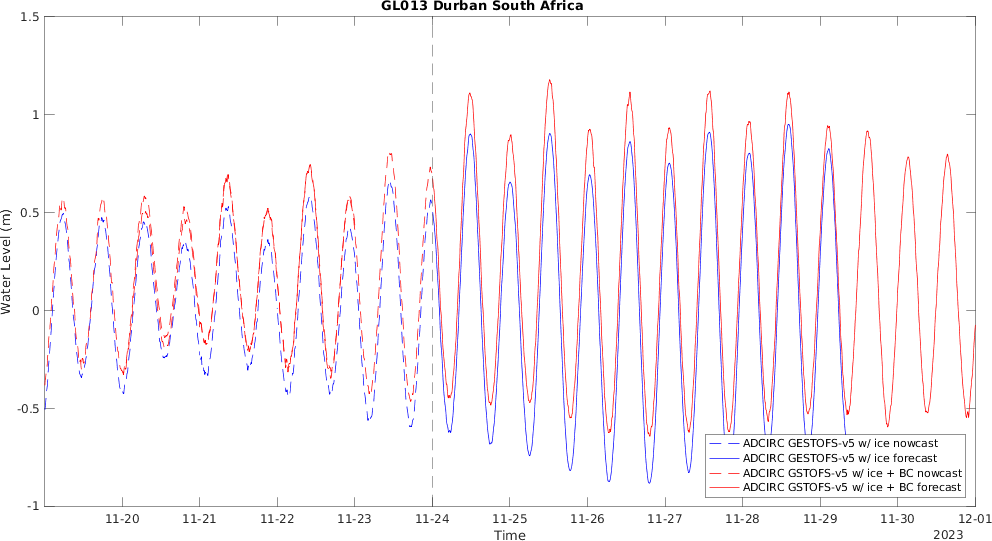 GL013 Durban South Africa
1.5
1
0.5
0
-0.5
-1
Water Level (m)
11-20 11-21 11-22 11-23 11-24 11-25 11-26 11-27 11-28 11-29 11-30 12-01
Time
2023
ADCIRC GESTOFS-v5 w/ ice nowcast
ADCIRC GESTOFS-v5 w/ ice forecast
ADCIRC GSTOFS-v5 w/ ice + BC nowcast
ADCIRC GSTOFS-v5 w/ ice + BC forecast